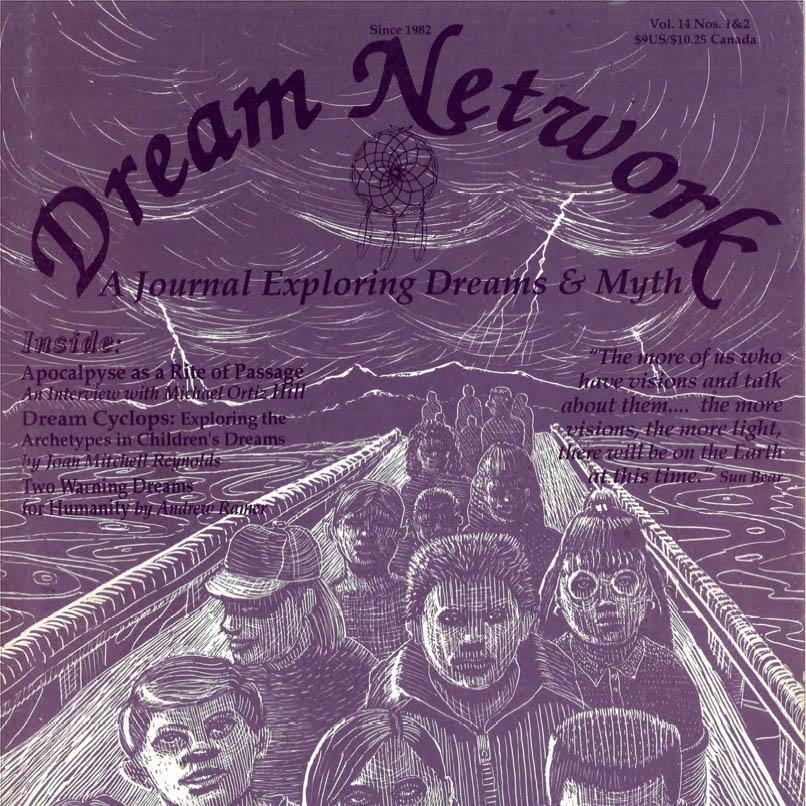 Since 1982
Vol. 14 Nos. 1&2
$9US/$10.25 Canada
Dream Network
A Journal Exploring Dreams & Myth
Inside:
Apocalpyse as a Rite of Passage
An Interview with Michael Ortiz Hill
Dream Cyclops: Exploring the
Archetypes in Children's Dreams
by Joan Mitchell Reynolds
Two Warning Dreams
for Humanity by Andrew Ramer
"The more of us who
have visions and talk
about them.... the more
visions, the more light,
there will be on the Earth
at this time." Sun Bear